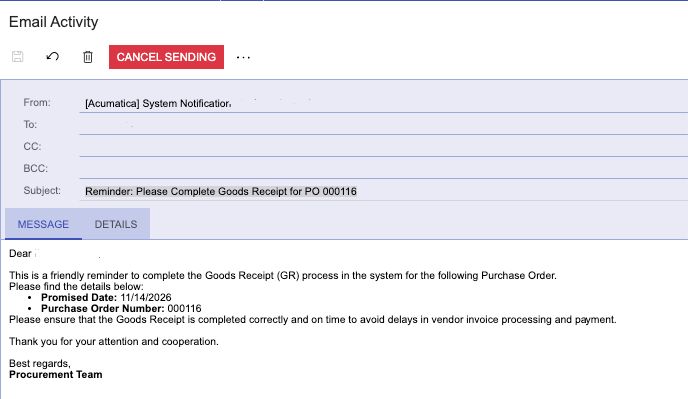 Email Activity
CANCEL SENDING
From: [Acumatica] System Notification
To:
CC:
BCC:
Subject: Reminder: Please Complete Goods Receipt for PO 000116
MESSAGE DETAILS
Dear
This is a friendly reminder to complete the Goods Receipt (GR) process in the system for the following Purchase Order.
Please find the details below:
• Promised Date: 11/14/2026
• Purchase Order Number: 000116
Please ensure that the Goods Receipt is completed correctly and on time to avoid delays in vendor invoice processing and payment.
Thank you for your attention and cooperation.
Best regards,
Procurement Team